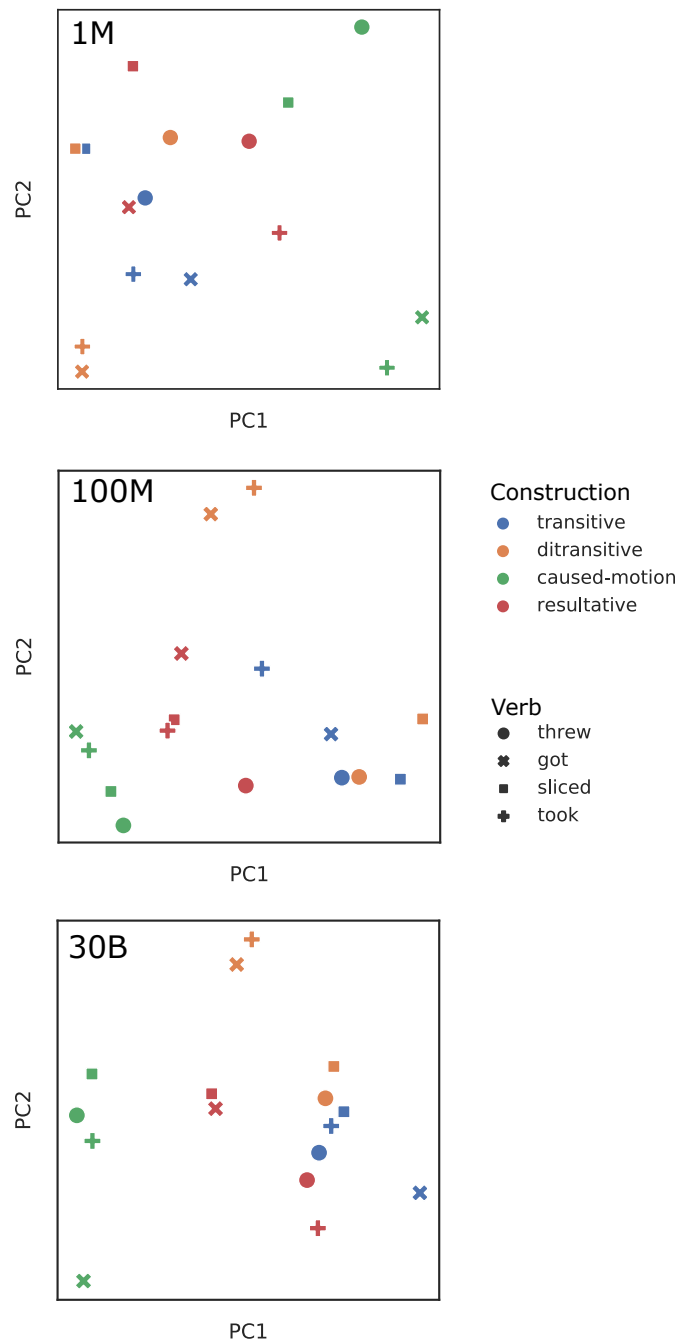 1M
PC2
PC1
100M
PC2
PC1
Construction
transitive
ditransitive
caused-motion
resultative
Verb
threw
got
sliced
took
30B
PC2
PC1